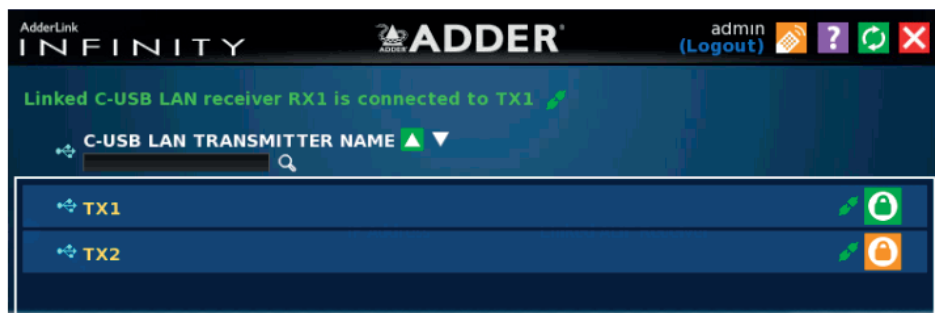 AdderLink
INFINITY
ADDER
ADDER®
admin
(Logout)
?
Linked C-USB LAN receiver RX1 is connected to TX1
C-USB LAN TRANSMITTER NAME
TX1
TX2